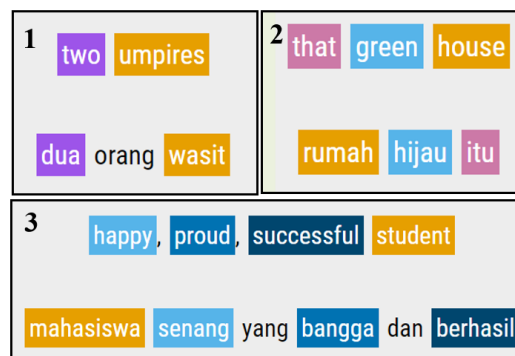 1
two umpires
dua orang wasit
2
that green house
rumah hijau itu
3
happy, proud, successful student
mahasiswa senang yang bangga dan berhasil